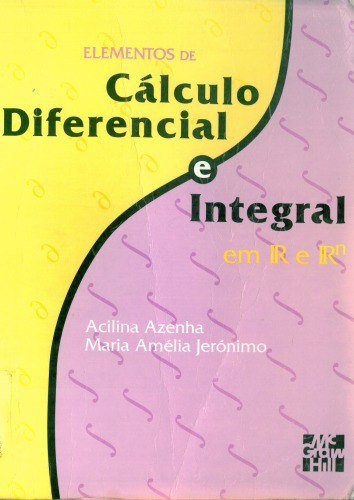 ELEMENTOS DE
Cálculo
Diferencial
e
Integral
em ℝ e ℝⁿ
Acilina Azenha
Maria Amélia Jerónimo
Mc
Graw
Hill